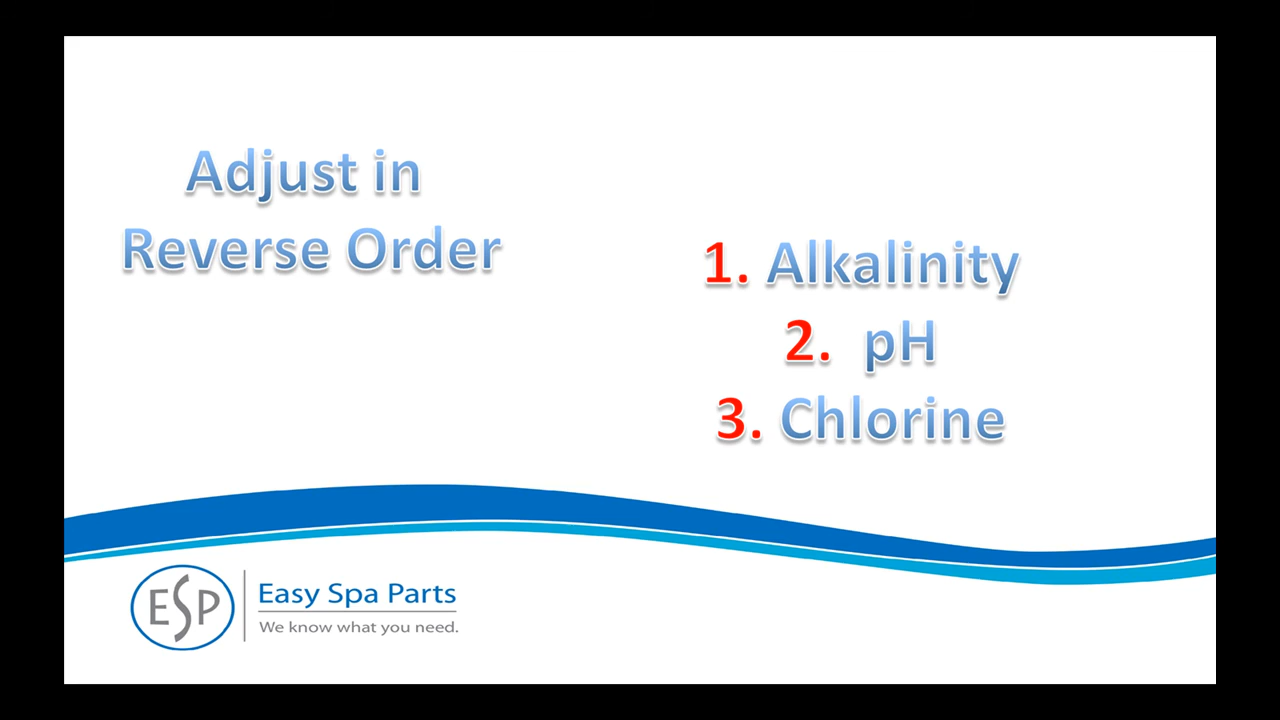 Adjust in
Reverse Order
1. Alkalinity
2. pH
3. Chlorine
ESP
Easy Spa Parts
We know what you need.